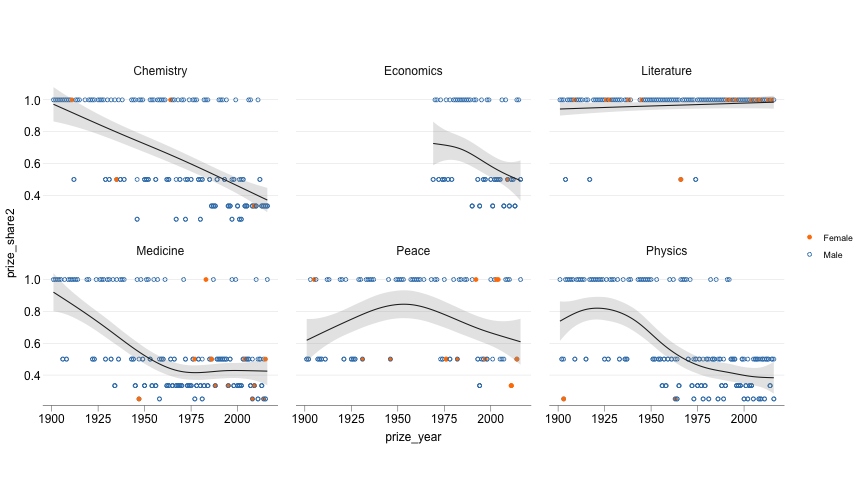 Chemistry Economics Literature
1.0
0.8
0.6
0.4
prize_share2
Medicine Peace Physics
1.0
0.8
0.6
0.4
1900 1925 1950 1975 2000 1900 1925 1950 1975 2000 1900 1925 1950 1975 2000
prize_year
Female
Male